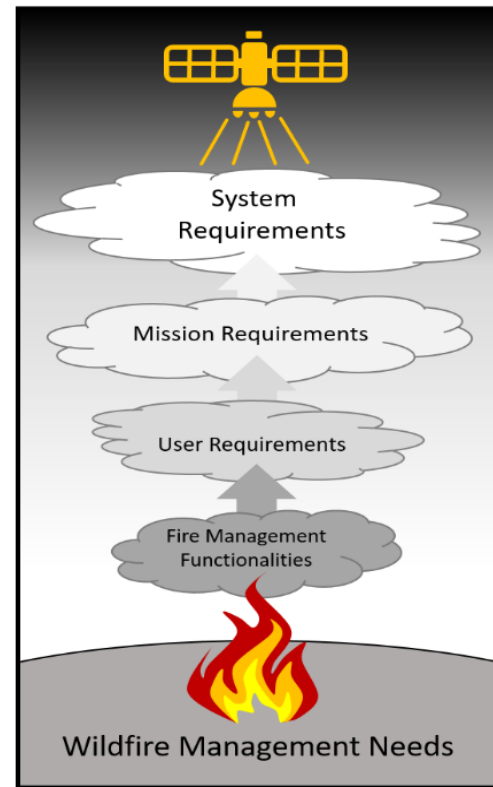 System
Requirements
Mission Requirements
User Requirements
Fire Management
Functionalities
Wildfire Management Needs